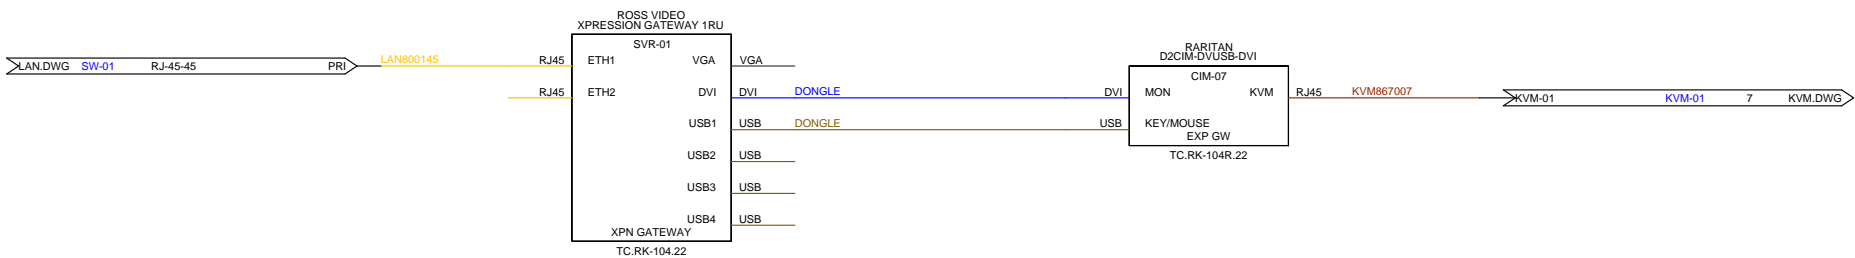 ROSS VIDEO
XPRESSION GATEWAY 1RU
SVR-01
LAN.DWG SW-01 RJ-45-45 PRI LAN800145 RJ45 ETH1 VGA VGA
RJ45 ETH2 DVI DVI DONGLE
USB1 USB DONGLE
USB2 USB
USB3 USB
USB4 USB
XPN GATEWAY
TC.RK-104.22
RARITAN
D2CIM-DVUSB-DVI
CIM-07
DVI MON KVM RJ45 KVM867007
USB KEY/MOUSE
EXP GW
TC.RK-104R.22
KVM-01 KVM-01 7 KVM.DWG